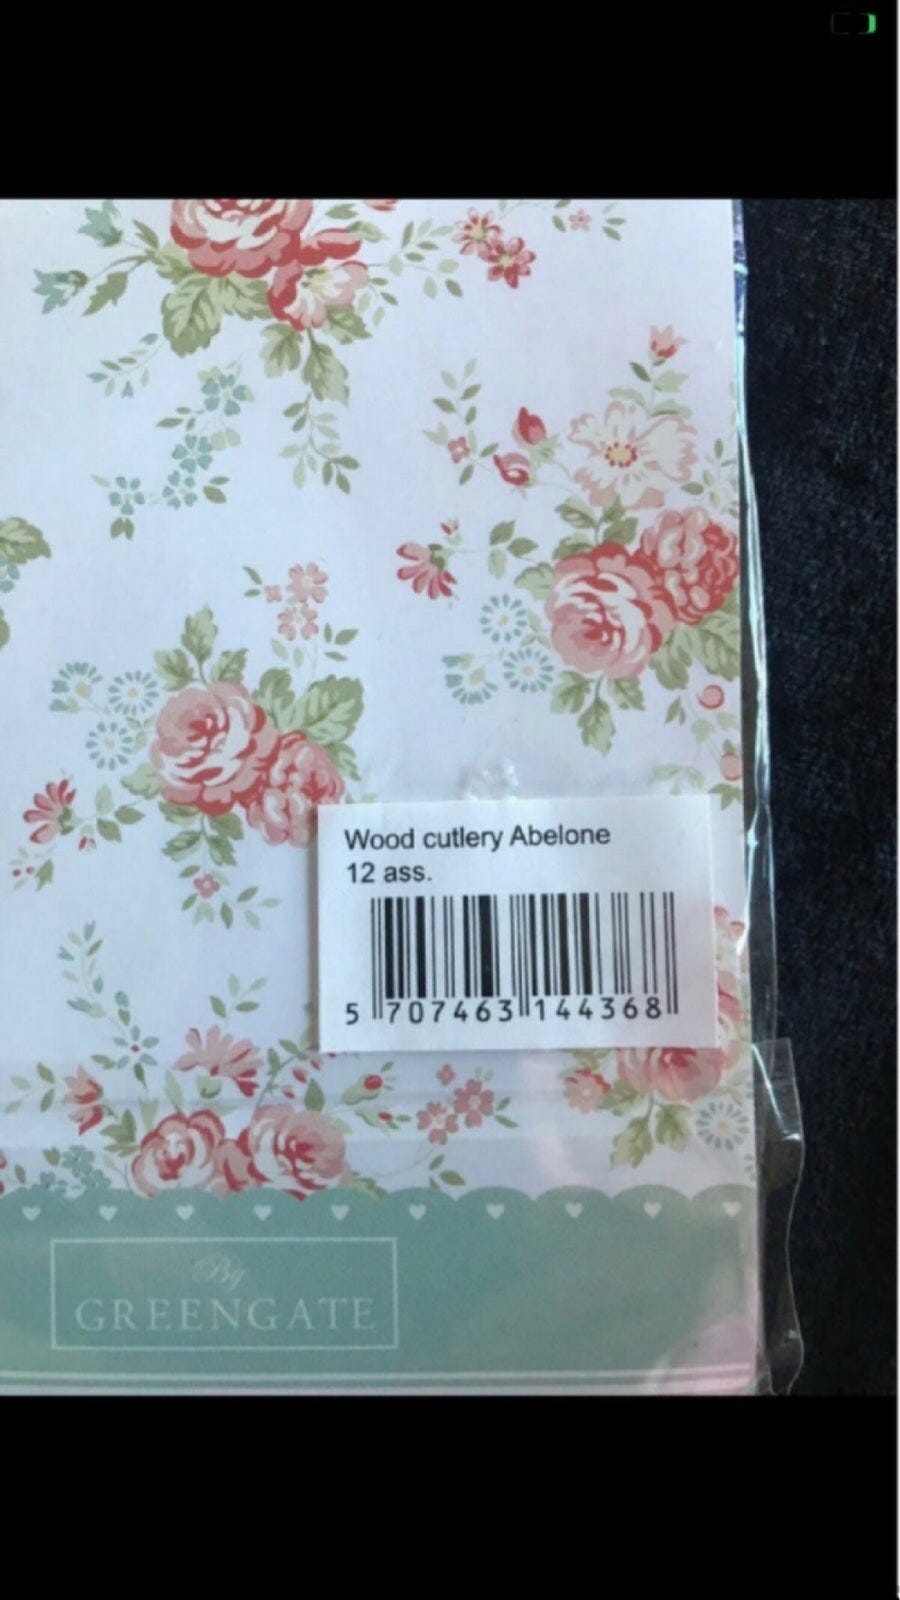 Wood cutlery Abelone
12 ass.
5 707463 144368
By
GREENGATE